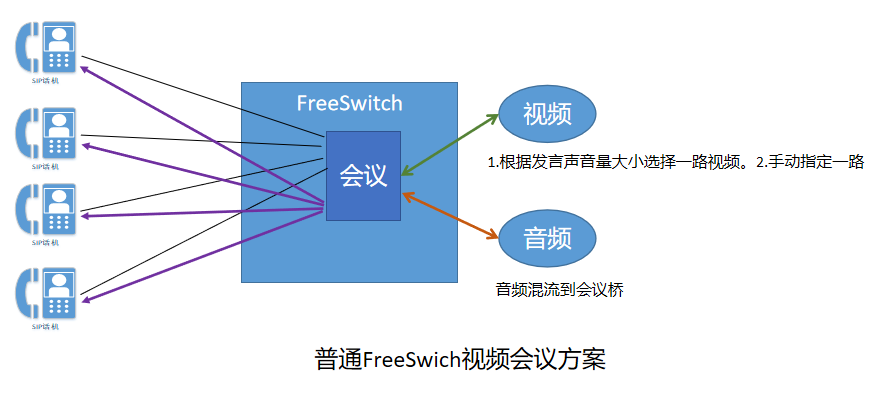 SIP话机
SIP话机
SIP话机
SIP话机
FreeSwitch
会议
视频
1.根据发言声音量大小选择一路视频。2.手动指定一路
音频
音频混流到会议桥
普通FreeSwich视频会议方案